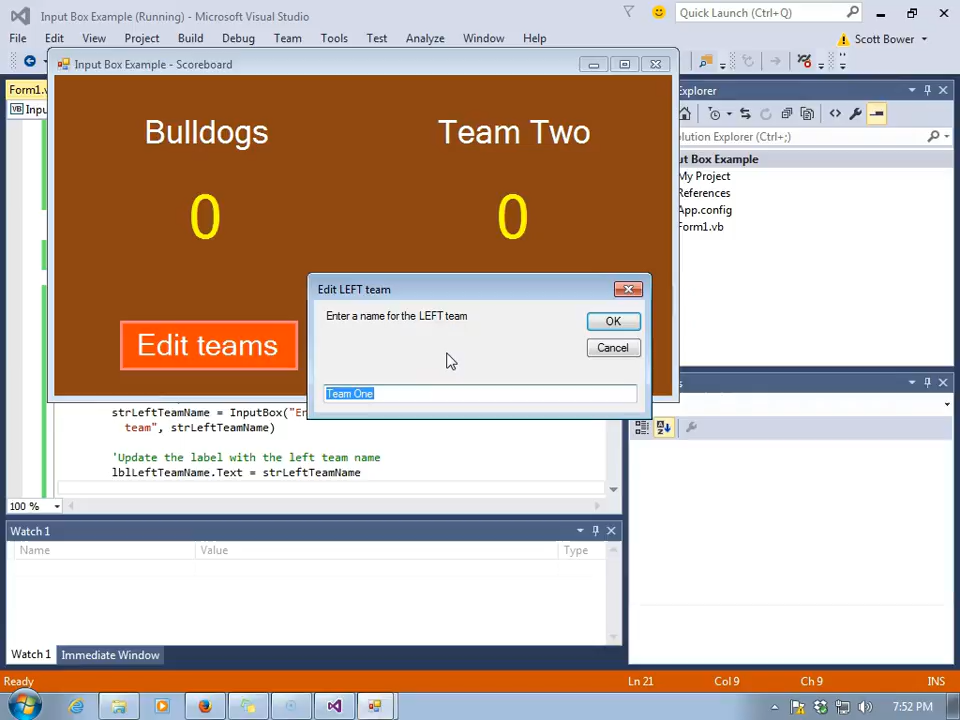 Input Box Example (Running) - Microsoft Visual Studio
Quick Launch (Ctrl+Q)
File Edit View Project Build Debug Team Tools Test Analyze Window Help
Scott Bower
Input Box Example - Scoreboard
Form1.v
VB Inpu
Bulldogs
Team Two
0
0
Edit teams
Edit LEFT team
Enter a name for the LEFT team
OK
Cancel
Team One
Explorer
olution Explorer (Ctrl+;)
ut Box Example
My Project
References
App.config
Form1.vb
s
strLeftTeamName = InputBox("En
team", strLeftTeamName)
'Update the label with the left team name
lblLeftTeamName.Text = strLeftTeamName
100 %
Watch 1
Name Value Type
Watch 1 Immediate Window
Ready Ln 21 Col 9 Ch 9 INS
7:52 PM